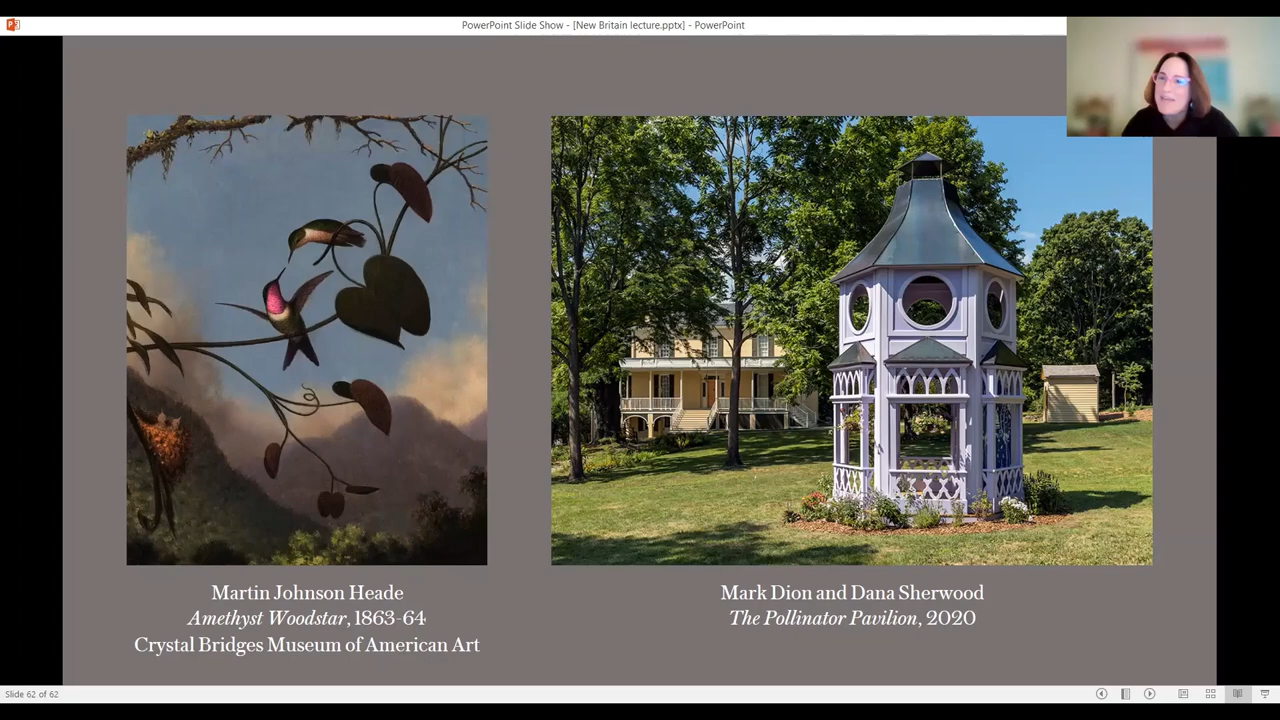 PowerPoint Slide Show - [New Britain lecture.pptx] - PowerPoint
Martin Johnson Heade
Amethyst Woodstar, 1863-64
Crystal Bridges Museum of American Art
Mark Dion and Dana Sherwood
The Pollinator Pavilion, 2020
Slide 62 of 62